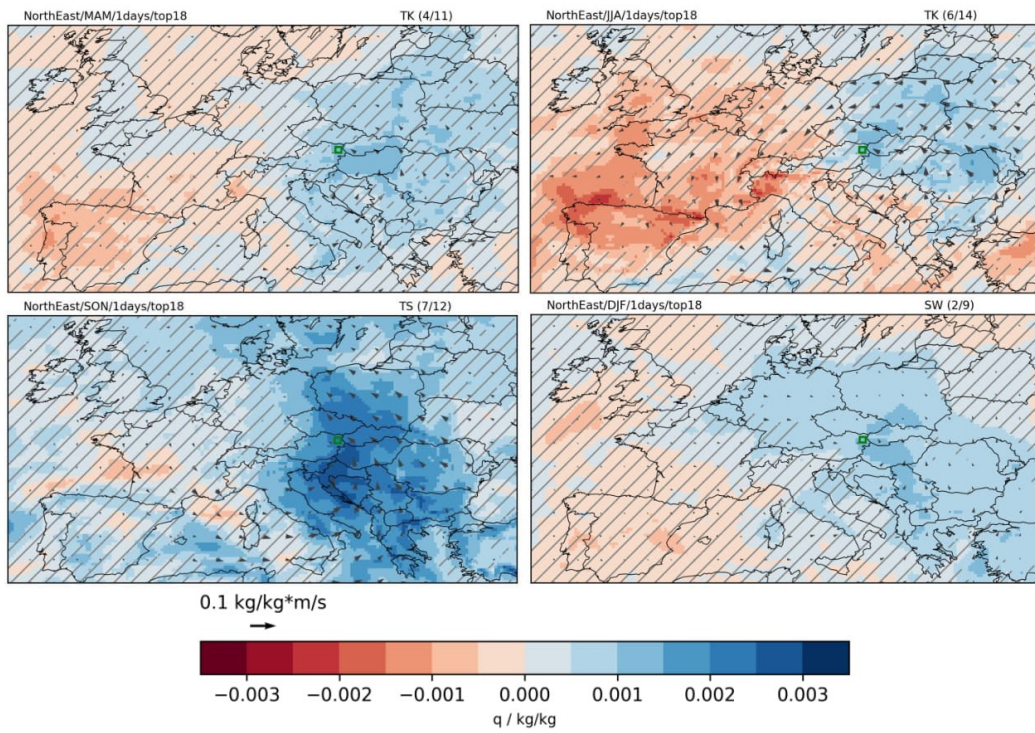 NorthEast/MAM/1days/top18 TK (4/11)
NorthEast/JJA/1days/top18 TK (6/14)
NorthEast/SON/1days/top18 TS (7/12)
NorthEast/DJF/1days/top18 SW (2/9)
0.1 kg/kg*m/s
−0.003 −0.002 −0.001 0.000 0.001 0.002 0.003
q / kg/kg